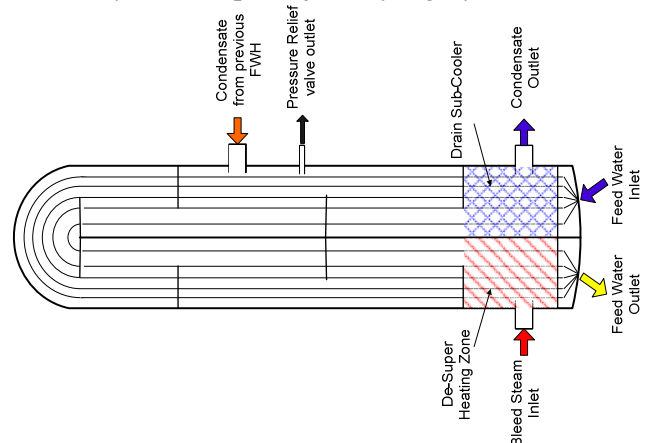 Condensate
from previous
FWH
Pressure Relief
valve outlet
Drain Sub-Cooler
Condensate
Outlet
Feed Water
Inlet
Feed Water
Outlet
De-Super
Heating Zone
Bleed Steam
Inlet